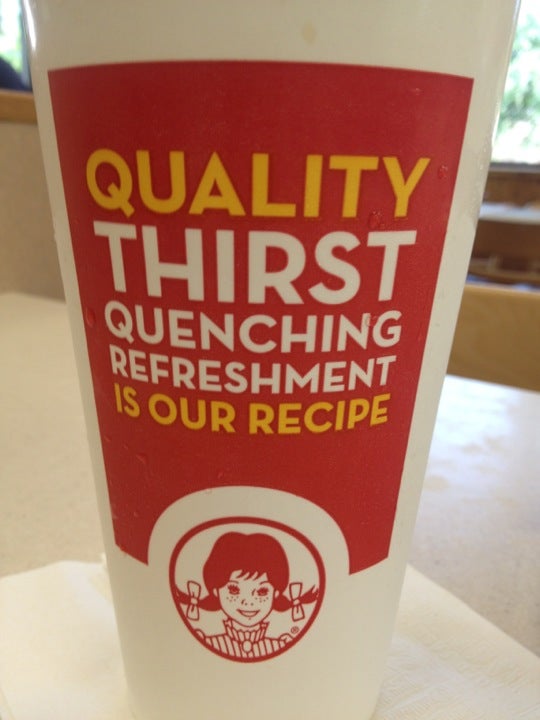 QUALITY
THIRST
QUENCHING
REFRESHMENT
IS OUR RECIPE
®